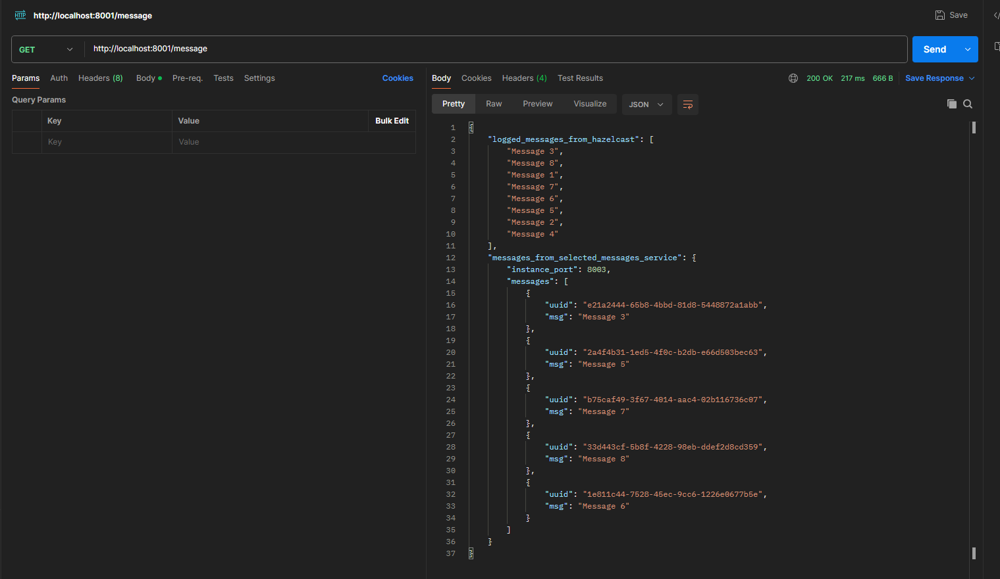 HTTP http://localhost:8001/message
Save
GET http://localhost:8001/message
Send
Params Auth Headers (8) Body Pre-req. Tests Settings Cookies
Query Params
Key Value Bulk Edit
Key Value
Body Cookies Headers (4) Test Results 200 OK 217 ms 666 B Save Response
Pretty Raw Preview Visualize JSON
1 {
2 "logged_messages_from_hazelcast": [
3 "Message 3",
4 "Message 8",
5 "Message 1",
6 "Message 7",
7 "Message 6",
8 "Message 5",
9 "Message 2",
10 "Message 4"
11 ],
12 "messages_from_selected_messages_service": {
13 "instance_port": 8003,
14 "messages": [
15 {
16 "uuid": "e21a2444-65b8-4bbd-81d8-5448872a1abb",
17 "msg": "Message 3"
18 },
19 {
20 "uuid": "2a4f4b31-1ed5-4f0c-b2db-e66d503bec63",
21 "msg": "Message 5"
22 },
23 {
24 "uuid": "b75caf49-3f67-4014-aac4-02b116736c07",
25 "msg": "Message 7"
26 },
27 {
28 "uuid": "33d443cf-5b8f-4228-98eb-ddef2d8cd359",
29 "msg": "Message 8"
30 },
31 {
32 "uuid": "1e811c44-7528-45ec-9cc6-1226e0677b5e",
33 "msg": "Message 6"
34 }
35 ]
36 }
37 }